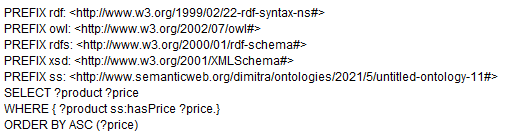 PREFIX rdf: <http://www.w3.org/1999/02/22-rdf-syntax-ns#>
PREFIX owl: <http://www.w3.org/2002/07/owl#>
PREFIX rdfs: <http://www.w3.org/2000/01/rdf-schema#>
PREFIX xsd: <http://www.w3.org/2001/XMLSchema#>
PREFIX ss: <http://www.semanticweb.org/dimitra/ontologies/2021/5/untitled-ontology-11#>
SELECT ?product ?price
WHERE { ?product ss:hasPrice ?price.}
ORDER BY ASC (?price)